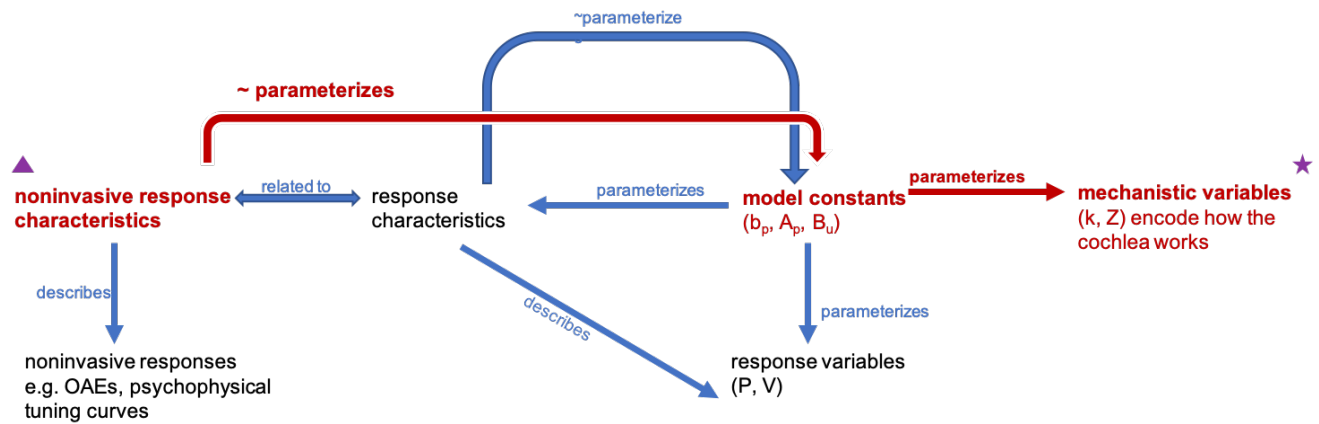 ~parameterize
s
~ parameterizes
noninvasive response
characteristics
related to
response
characteristics
parameterizes
model constants
(bp, Ap, Bu)
parameterizes
mechanistic variables
(k, Z) encode how the
cochlea works
describes
describes
parameterizes
noninvasive responses
e.g. OAEs, psychophysical
tuning curves
response variables
(P, V)